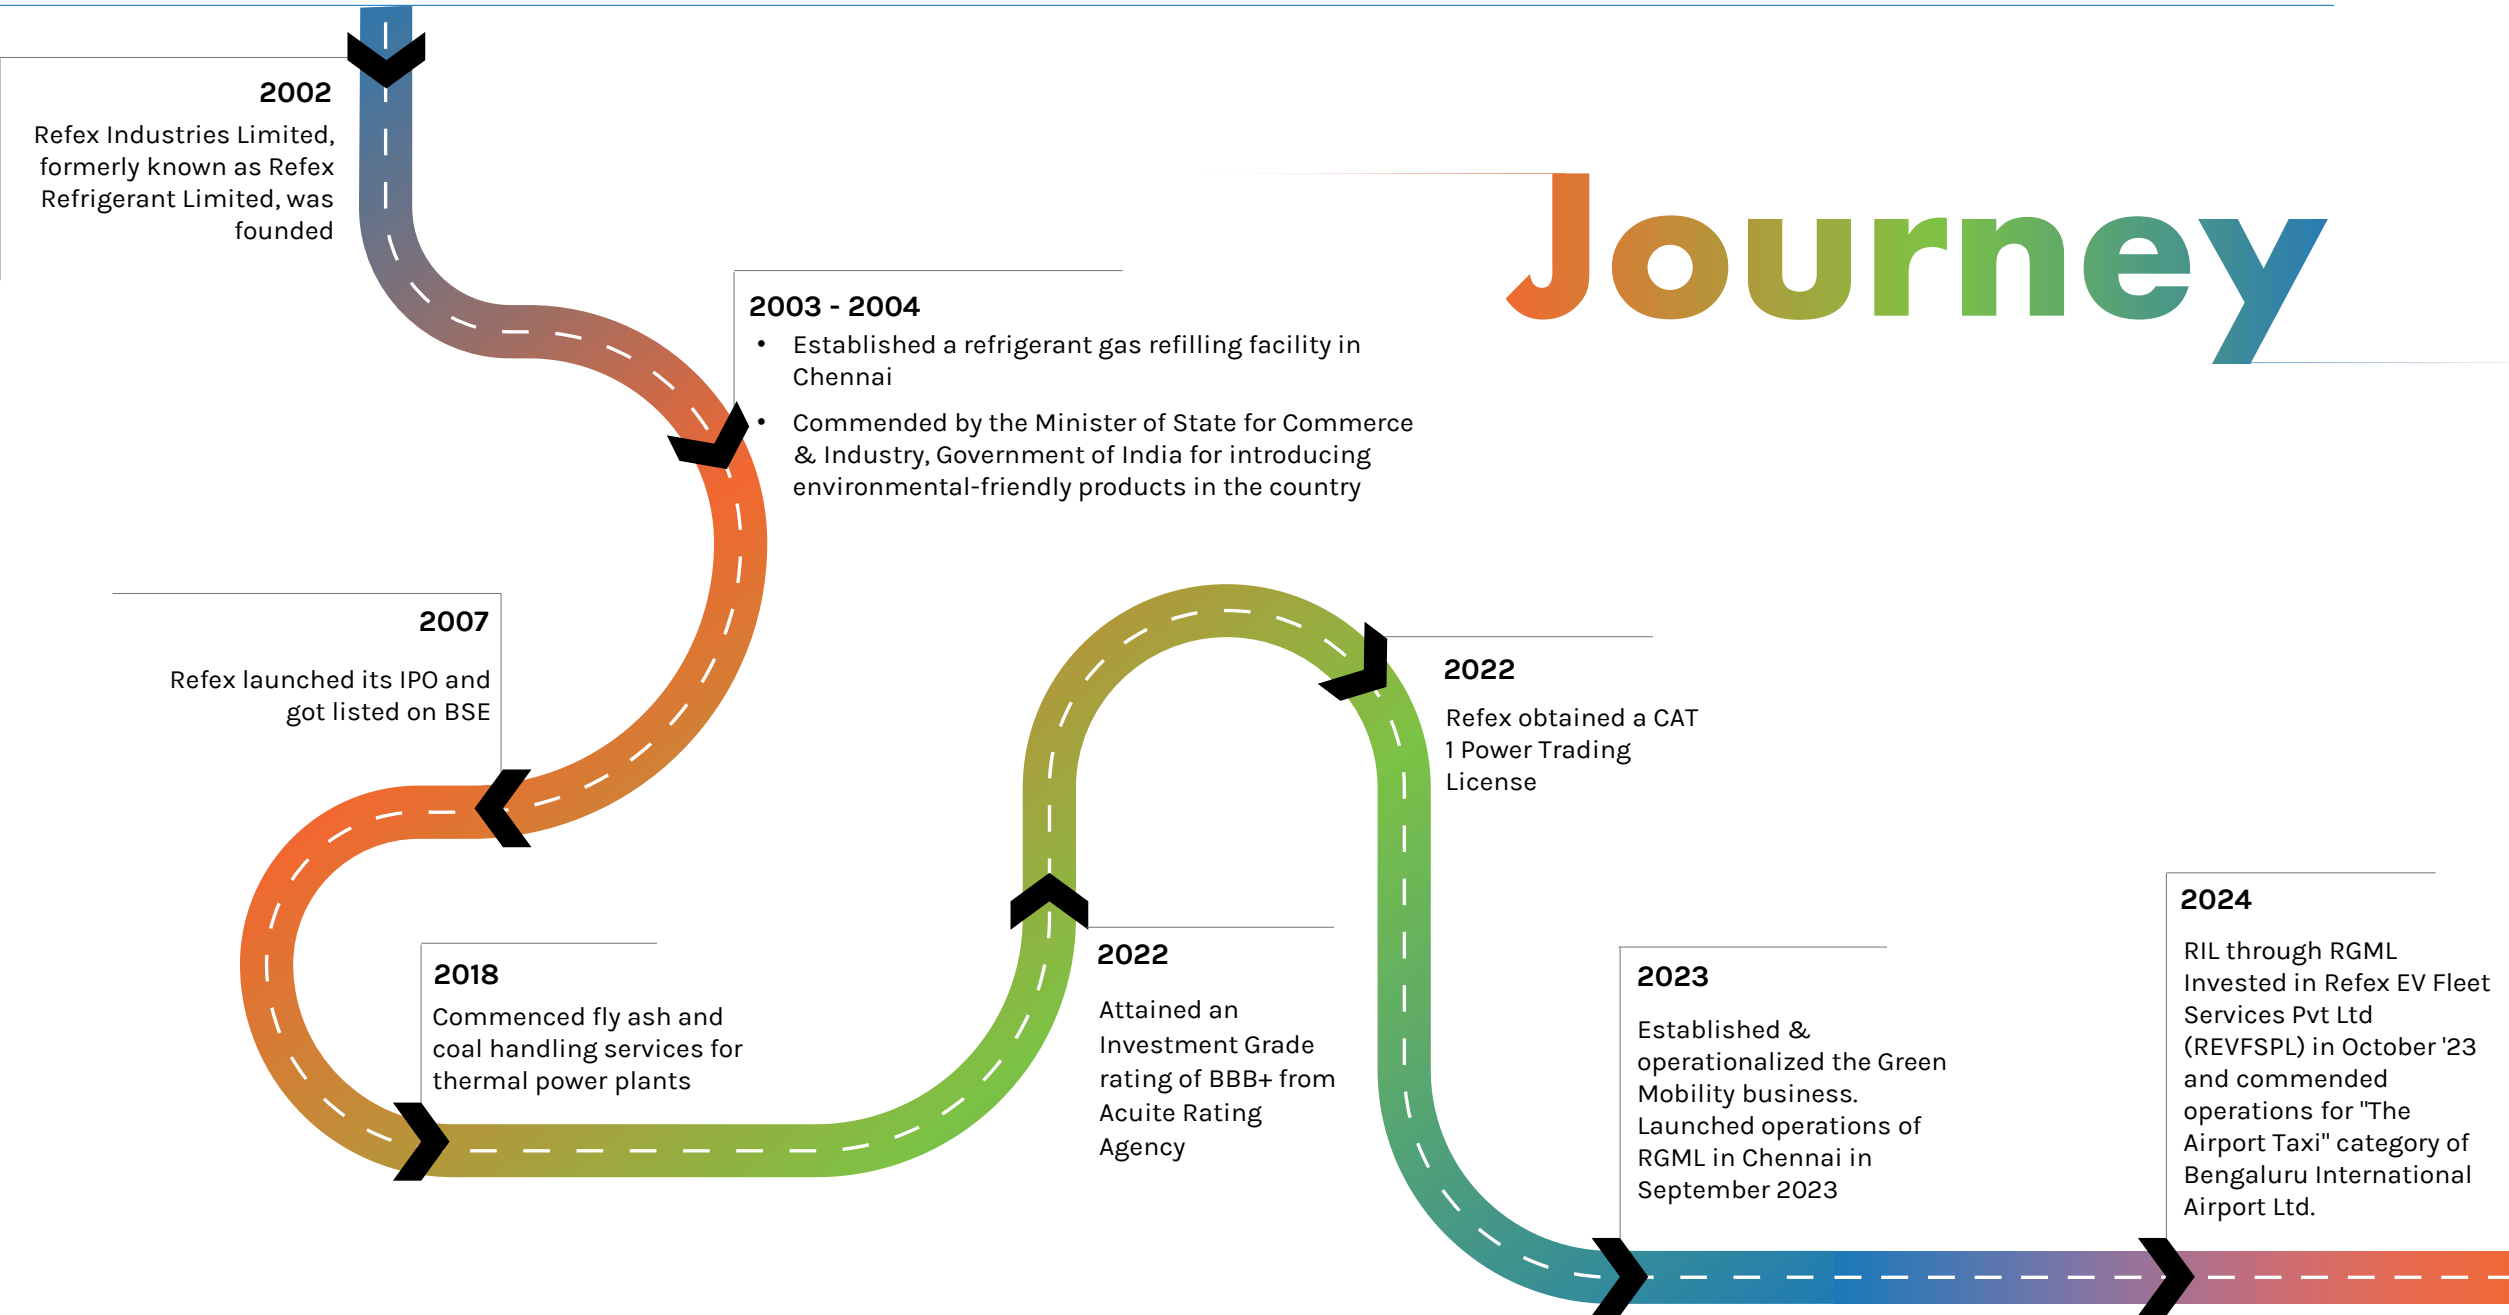 Journey
2002
Refex Industries Limited,
formerly known as Refex
Refrigerant Limited, was
founded
2003 - 2004
• Established a refrigerant gas refilling facility in
Chennai
• Commended by the Minister of State for Commerce
& Industry, Government of India for introducing
environmental-friendly products in the country
2007
Refex launched its IPO and
got listed on BSE
2018
Commenced fly ash and
coal handling services for
thermal power plants
2022
Attained an
Investment Grade
rating of BBB+ from
Acuite Rating
Agency
2022
Refex obtained a CAT
1 Power Trading
License
2023
Established &
operationalized the Green
Mobility business.
Launched operations of
RGML in Chennai in
September 2023
2024
RIL through RGML
Invested in Refex EV Fleet
Services Pvt Ltd
(REVFSPL) in October '23
and commended
operations for "The
Airport Taxi" category of
Bengaluru International
Airport Ltd.